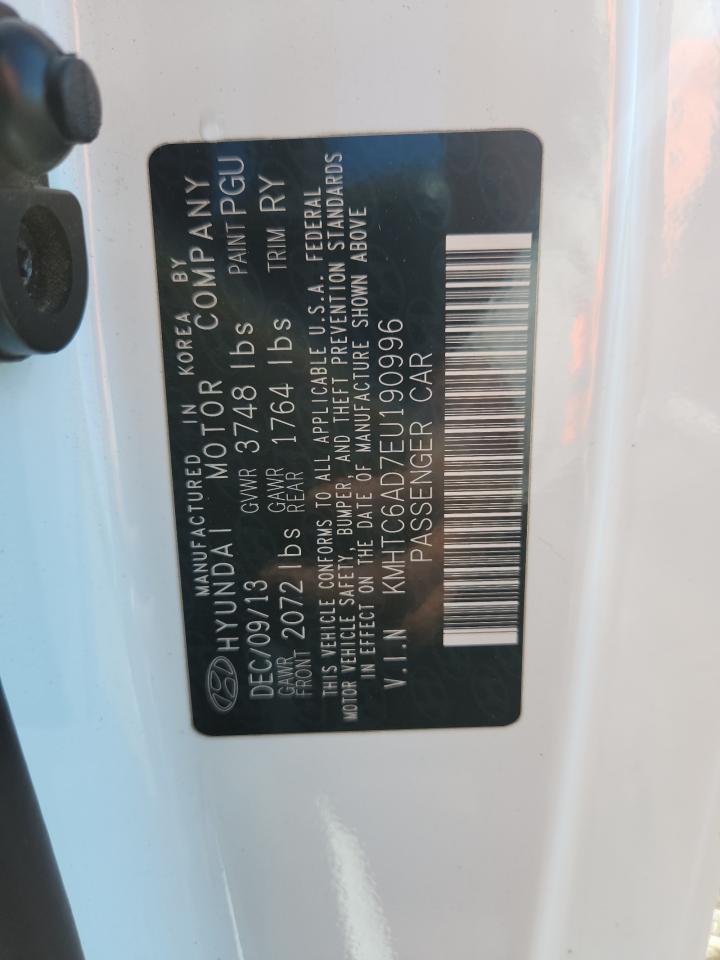 MANUFACTURED IN KOREA BY
HYUNDAI MOTOR COMPANY
DEC/09/13 GVWR 3748 lbs PAINT PGU
GAWR FRONT 2072 lbs GAWR REAR 1764 lbs TRIM RY
THIS VEHICLE CONFORMS TO ALL APPLICABLE U.S.A. FEDERAL
MOTOR VEHICLE SAFETY, BUMPER, AND THEFT PREVENTION STANDARDS
IN EFFECT ON THE DATE OF MANUFACTURE SHOWN ABOVE
V.I.N KMHTC6AD7EU190996
PASSENGER CAR